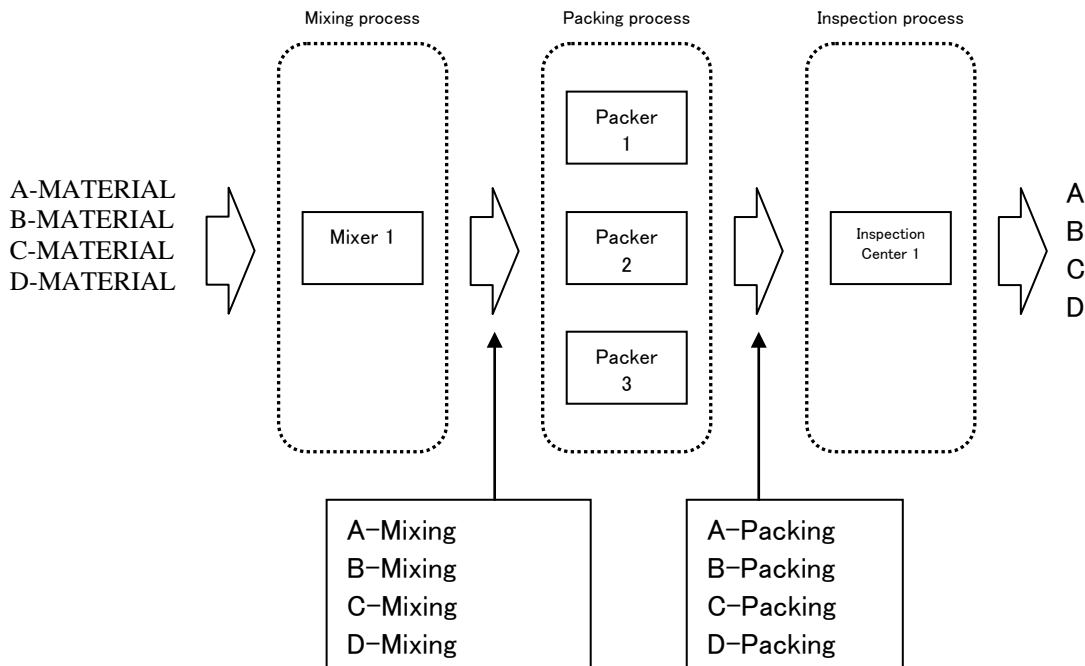 Mixing process
Packing process
Inspection process
A-MATERIAL
B-MATERIAL
C-MATERIAL
D-MATERIAL
Mixer 1
Packer
1
Packer
2
Packer
3
Inspection
Center 1
A
B
C
D
A-Mixing
B-Mixing
C-Mixing
D-Mixing
A-Packing
B-Packing
C-Packing
D-Packing